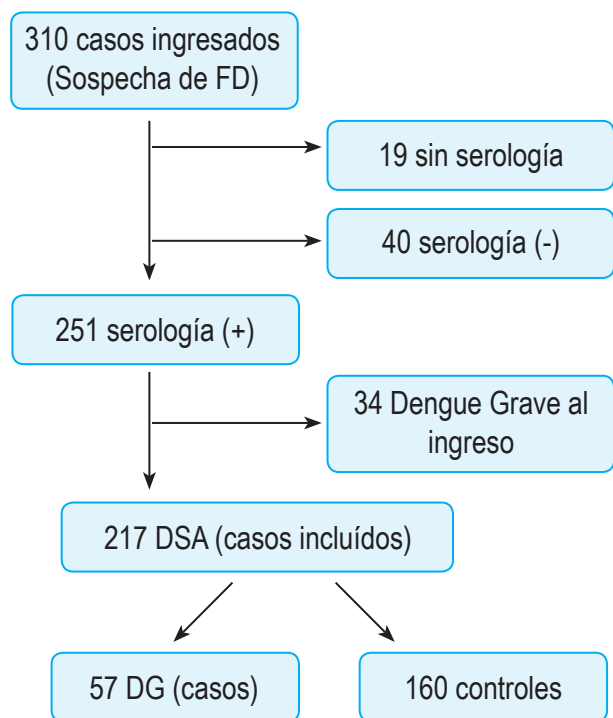 310 casos ingresados
(Sospecha de FD)
19 sin serología
40 serología (-)
251 serología (+)
34 Dengue Grave al
ingreso
217 DSA (casos incluídos)
57 DG (casos)
160 controles